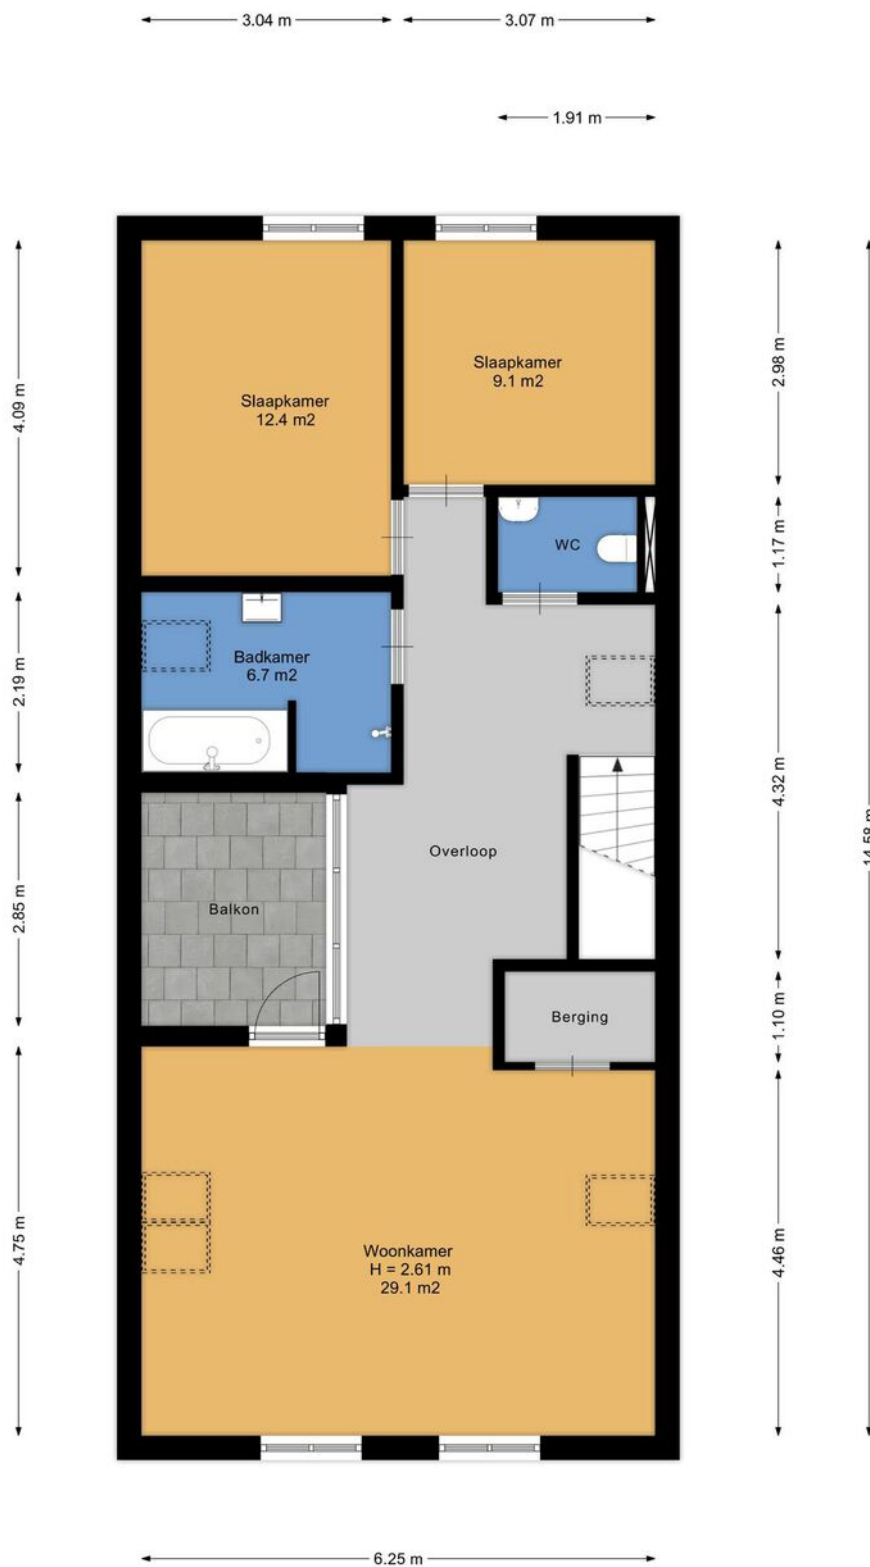 3.04 m
3.07 m
1.91 m
4.09 m
2.98 m
Slaapkamer
9.1 m2
Slaapkamer
12.4 m2
WC
1.17 m
Badkamer
6.7 m2
2.19 m
4.32 m
14.58 m
Overloop
Balkon
2.85 m
Berging
1.10 m
4.75 m
4.46 m
Woonkamer
H = 2.61 m
29.1 m2
6.25 m